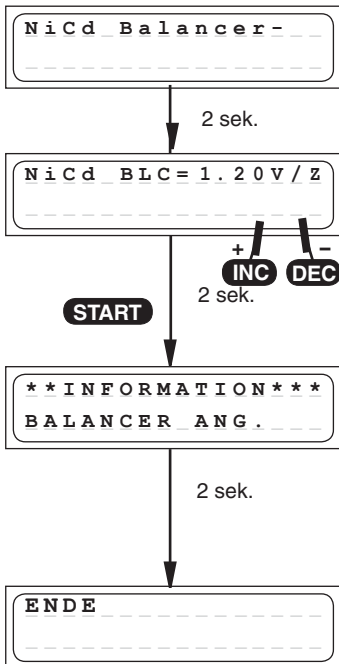 NiCd Balancer-
2 sek.
NiCd BLC=1.20V/Z
+ −
INC DEC
2 sek.
START
**INFORMATION***
BALANCER ANG.
2 sek.
ENDE